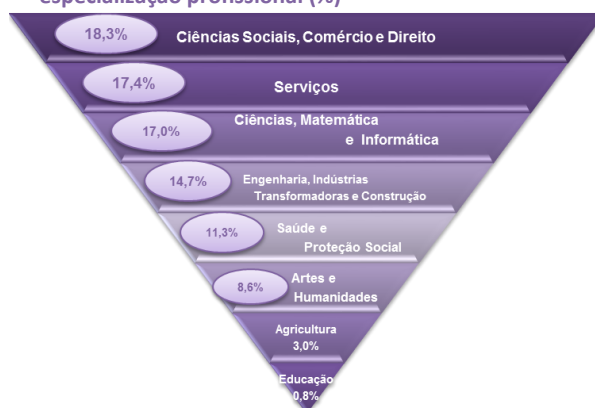 especialização profissional (%)
18,3% Ciências Sociais, Comércio e Direito
17,4% Serviços
17,0% Ciências, Matemática
e Informática
14,7% Engenharia, Indústrias
Transformadoras e Construção
11,3% Saúde e
Proteção Social
8,6% Artes e
Humanidades
Agricultura
3,0%
Educação
0,8%